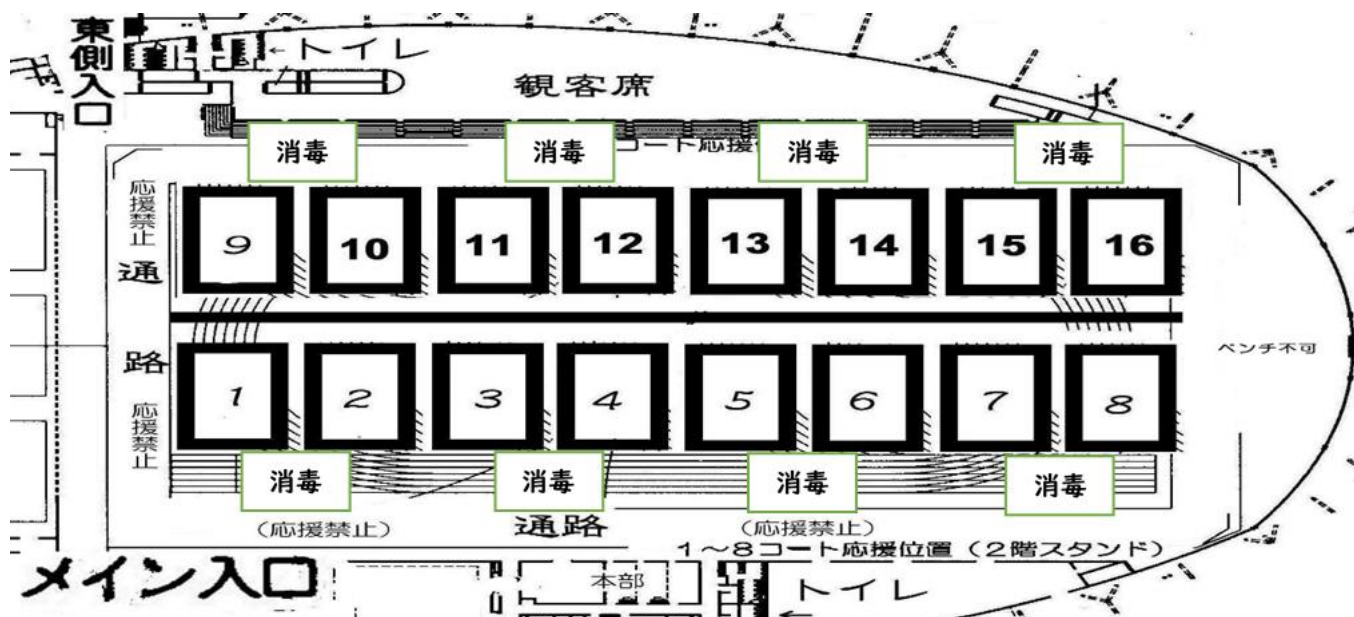 東側入口
←トイレ
観客席
消毒
消毒
消毒
消毒
コート応援
応援禁止
9
10
11
12
13
14
15
16
通路
ベンチ不可
1
2
3
4
5
6
7
8
応援禁止
消毒
消毒
消毒
消毒
(応援禁止)
通路
(応援禁止)
1~8コート応援位置(2階スタンド)
メイン入口
本部
トイレ
←